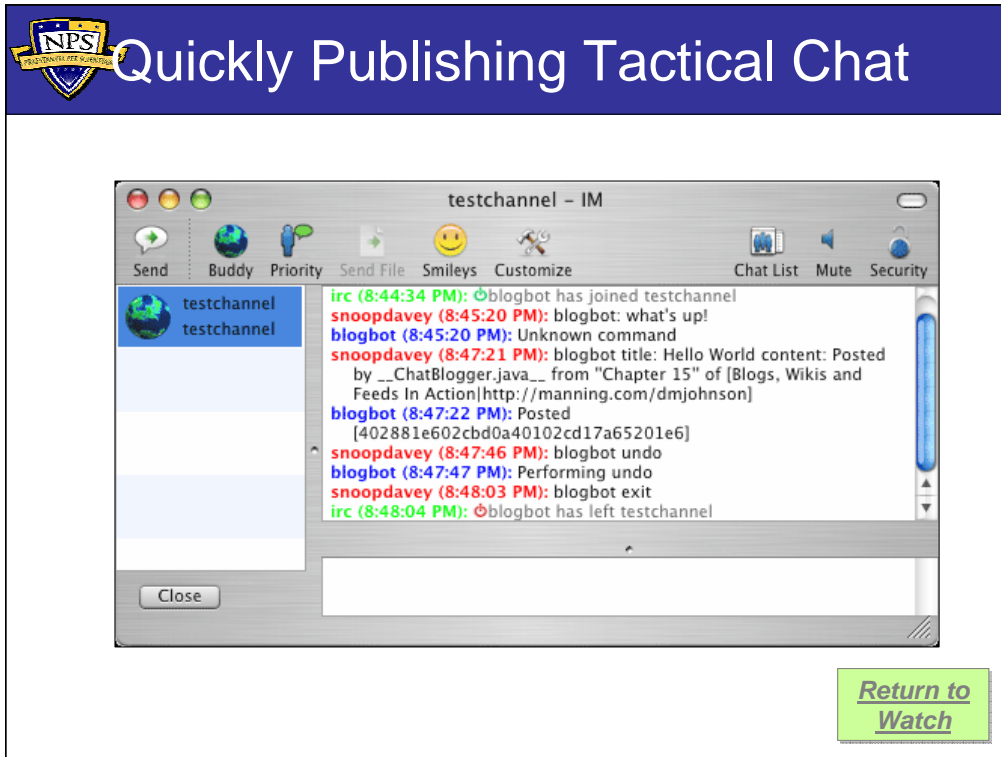 NPS
Quickly Publishing Tactical Chat
testchannel – IM
Send Buddy Priority Send File Smileys Customize Chat List Mute Security
testchannel
testchannel
irc (8:44:34 PM): blogbot has joined testchannel
snoopdavey (8:45:20 PM): blogbot: what's up!
blogbot (8:45:20 PM): Unknown command
snoopdavey (8:47:21 PM): blogbot title: Hello World content: Posted
by __ChatBlogger.java__ from "Chapter 15" of [Blogs, Wikis and
Feeds In Action|http://manning.com/dmjohnson]
blogbot (8:47:22 PM): Posted
[402881e602cbd0a40102cd17a65201e6]
snoopdavey (8:47:46 PM): blogbot undo
blogbot (8:47:47 PM): Performing undo
snoopdavey (8:48:03 PM): blogbot exit
irc (8:48:04 PM): blogbot has left testchannel
Close
Return to
Watch